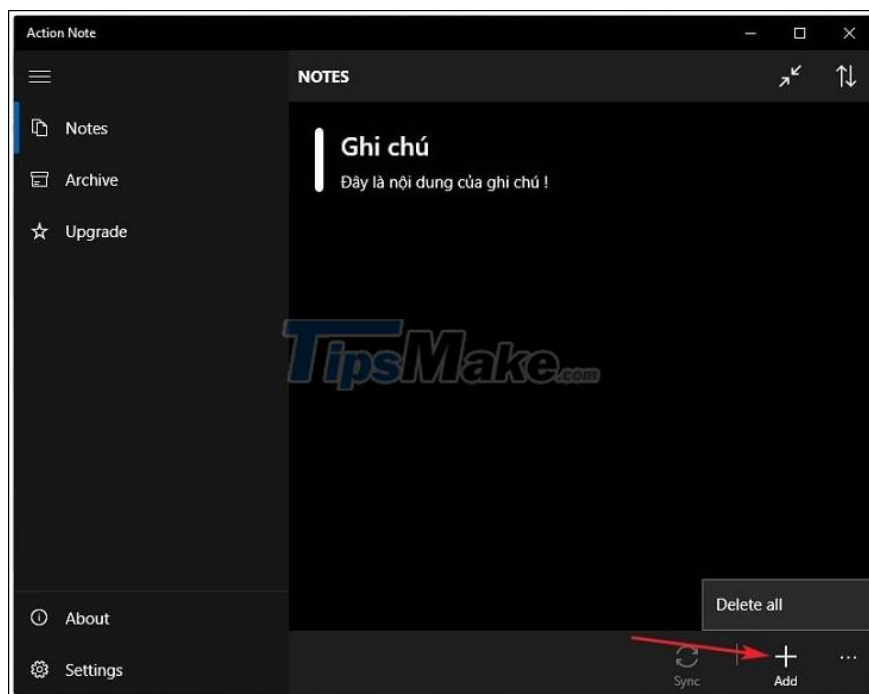 Action Note
NOTES
Notes
Archive
Upgrade
Ghi chú
Đây là nội dung của ghi chú !
TipsMake.com
Delete all
About
Settings
Sync
Add